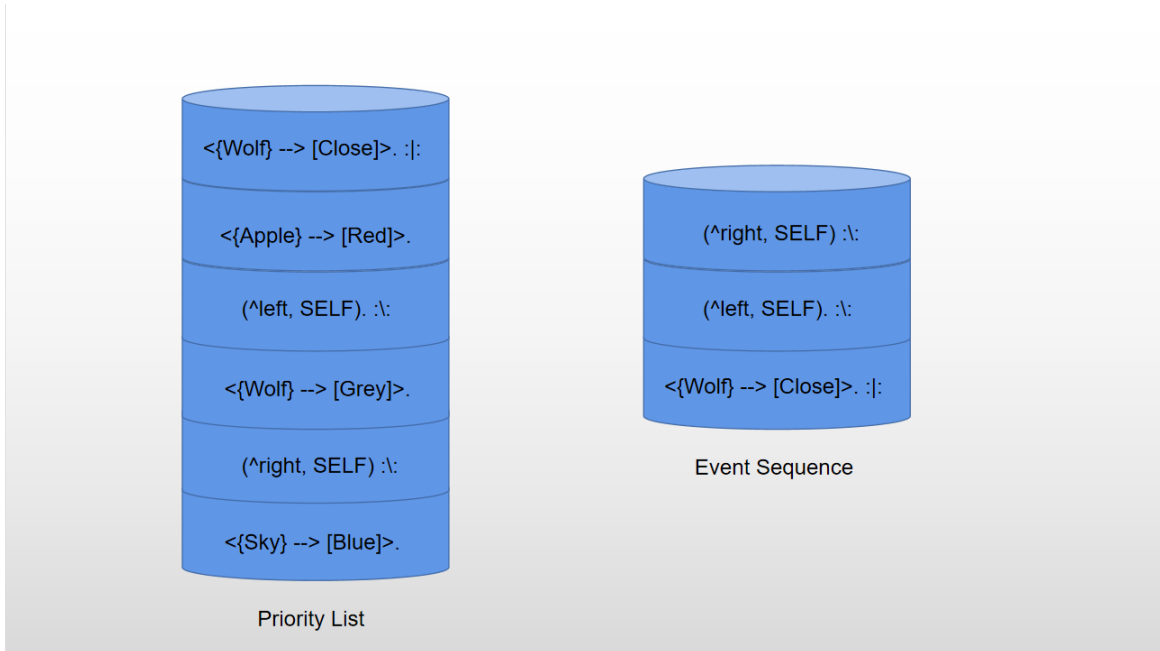 <{Wolf} --> [Close]>. :|:
<{Apple} --> [Red]>.
(^left, SELF). :\:
<{Wolf} --> [Grey]>.
(^right, SELF) :\:
<{Sky} --> [Blue]>.
Priority List
(^right, SELF) :\:
(^left, SELF). :\:
<{Wolf} --> [Close]>. :|:
Event Sequence